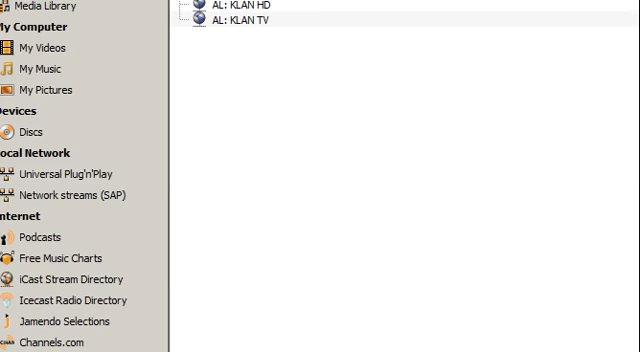 Media Library
My Computer
My Videos
My Music
My Pictures
Devices
Discs
Local Network
Universal Plug'n'Play
Network streams (SAP)
Internet
Podcasts
Free Music Charts
iCast Stream Directory
Icecast Radio Directory
Jamendo Selections
Channels.com
AL: KLAN HD
AL: KLAN TV